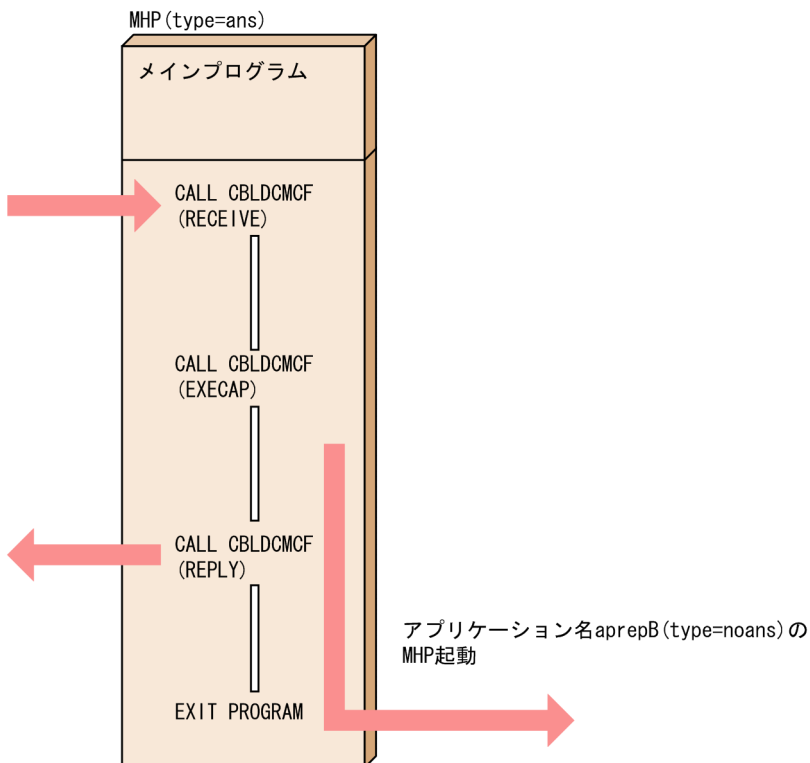 MHP(type=ans)
メインプログラム
CALL CBLDCMCF
(RECEIVE)
CALL CBLDCMCF
(EXECAP)
CALL CBLDCMCF
(REPLY)
アプリケーション名aprepB(type=noans)の
MHP起動
EXIT PROGRAM